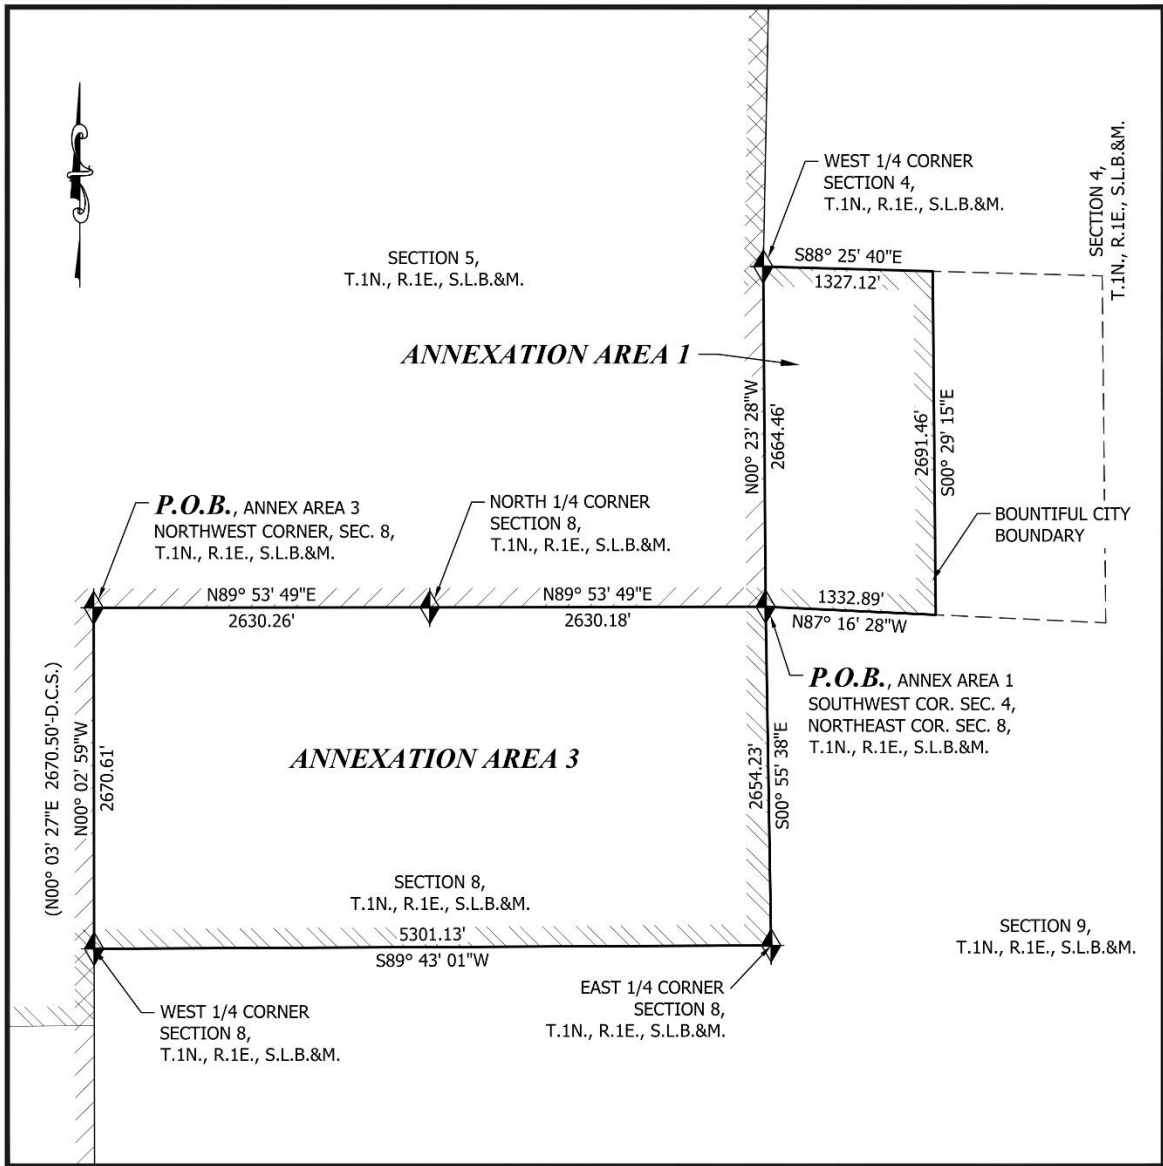 WEST 1/4 CORNER
SECTION 4,
T.1N., R.1E., S.L.B.&M.
SECTION 4,
T.1N., R.1E., S.L.B.&M.
SECTION 5,
T.1N., R.1E., S.L.B.&M.
S88° 25' 40"E
1327.12'
ANNEXATION AREA 1
N00° 23' 28"W
2664.46'
2691.46'
S00° 29' 15"E
P.O.B., ANNEX AREA 3
NORTHWEST CORNER, SEC. 8,
T.1N., R.1E., S.L.B.&M.
NORTH 1/4 CORNER
SECTION 8,
T.1N., R.1E., S.L.B.&M.
BOUNTIFUL CITY
BOUNDARY
N89° 53' 49"E
2630.26'
N89° 53' 49"E
2630.18'
1332.89'
N87° 16' 28"W
P.O.B., ANNEX AREA 1
SOUTHWEST COR. SEC. 4,
NORTHEAST COR. SEC. 8,
T.1N., R.1E., S.L.B.&M.
(N00° 03' 27"E 2670.50'-D.C.S.)
N00° 02' 59"W
2670.61'
ANNEXATION AREA 3
2654.23'
S00° 55' 38"E
SECTION 8,
T.1N., R.1E., S.L.B.&M.
5301.13'
S89° 43' 01"W
SECTION 9,
T.1N., R.1E., S.L.B.&M.
WEST 1/4 CORNER
SECTION 8,
T.1N., R.1E., S.L.B.&M.
EAST 1/4 CORNER
SECTION 8,
T.1N., R.1E., S.L.B.&M.